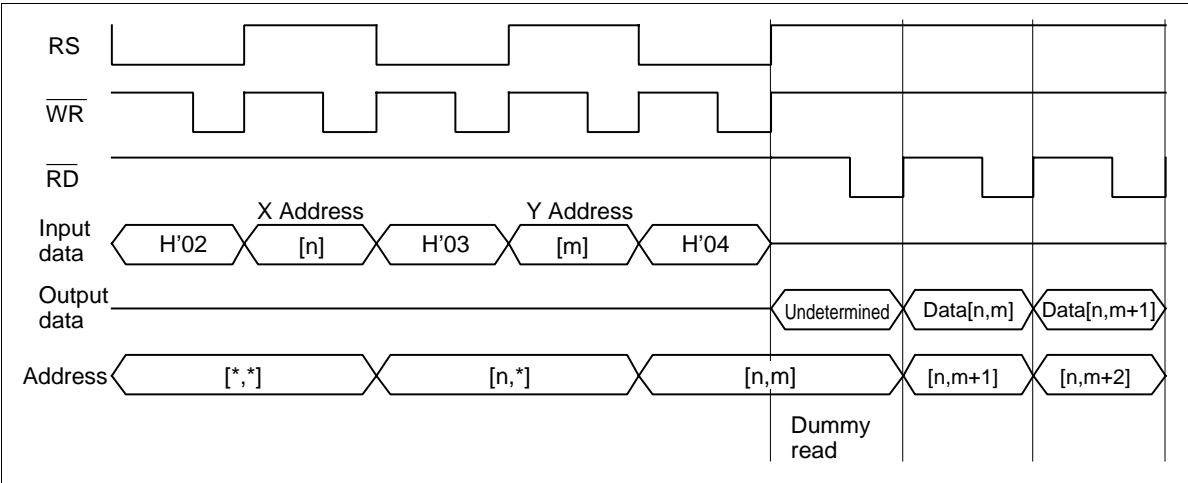 RS
WR
RD
X Address Y Address
Input data H'02 [n] H'03 [m] H'04
Output data Undetermined Data[n,m] Data[n,m+1]
Address [*,*] [n,*] [n,m] [n,m+1] [n,m+2]
Dummy
read